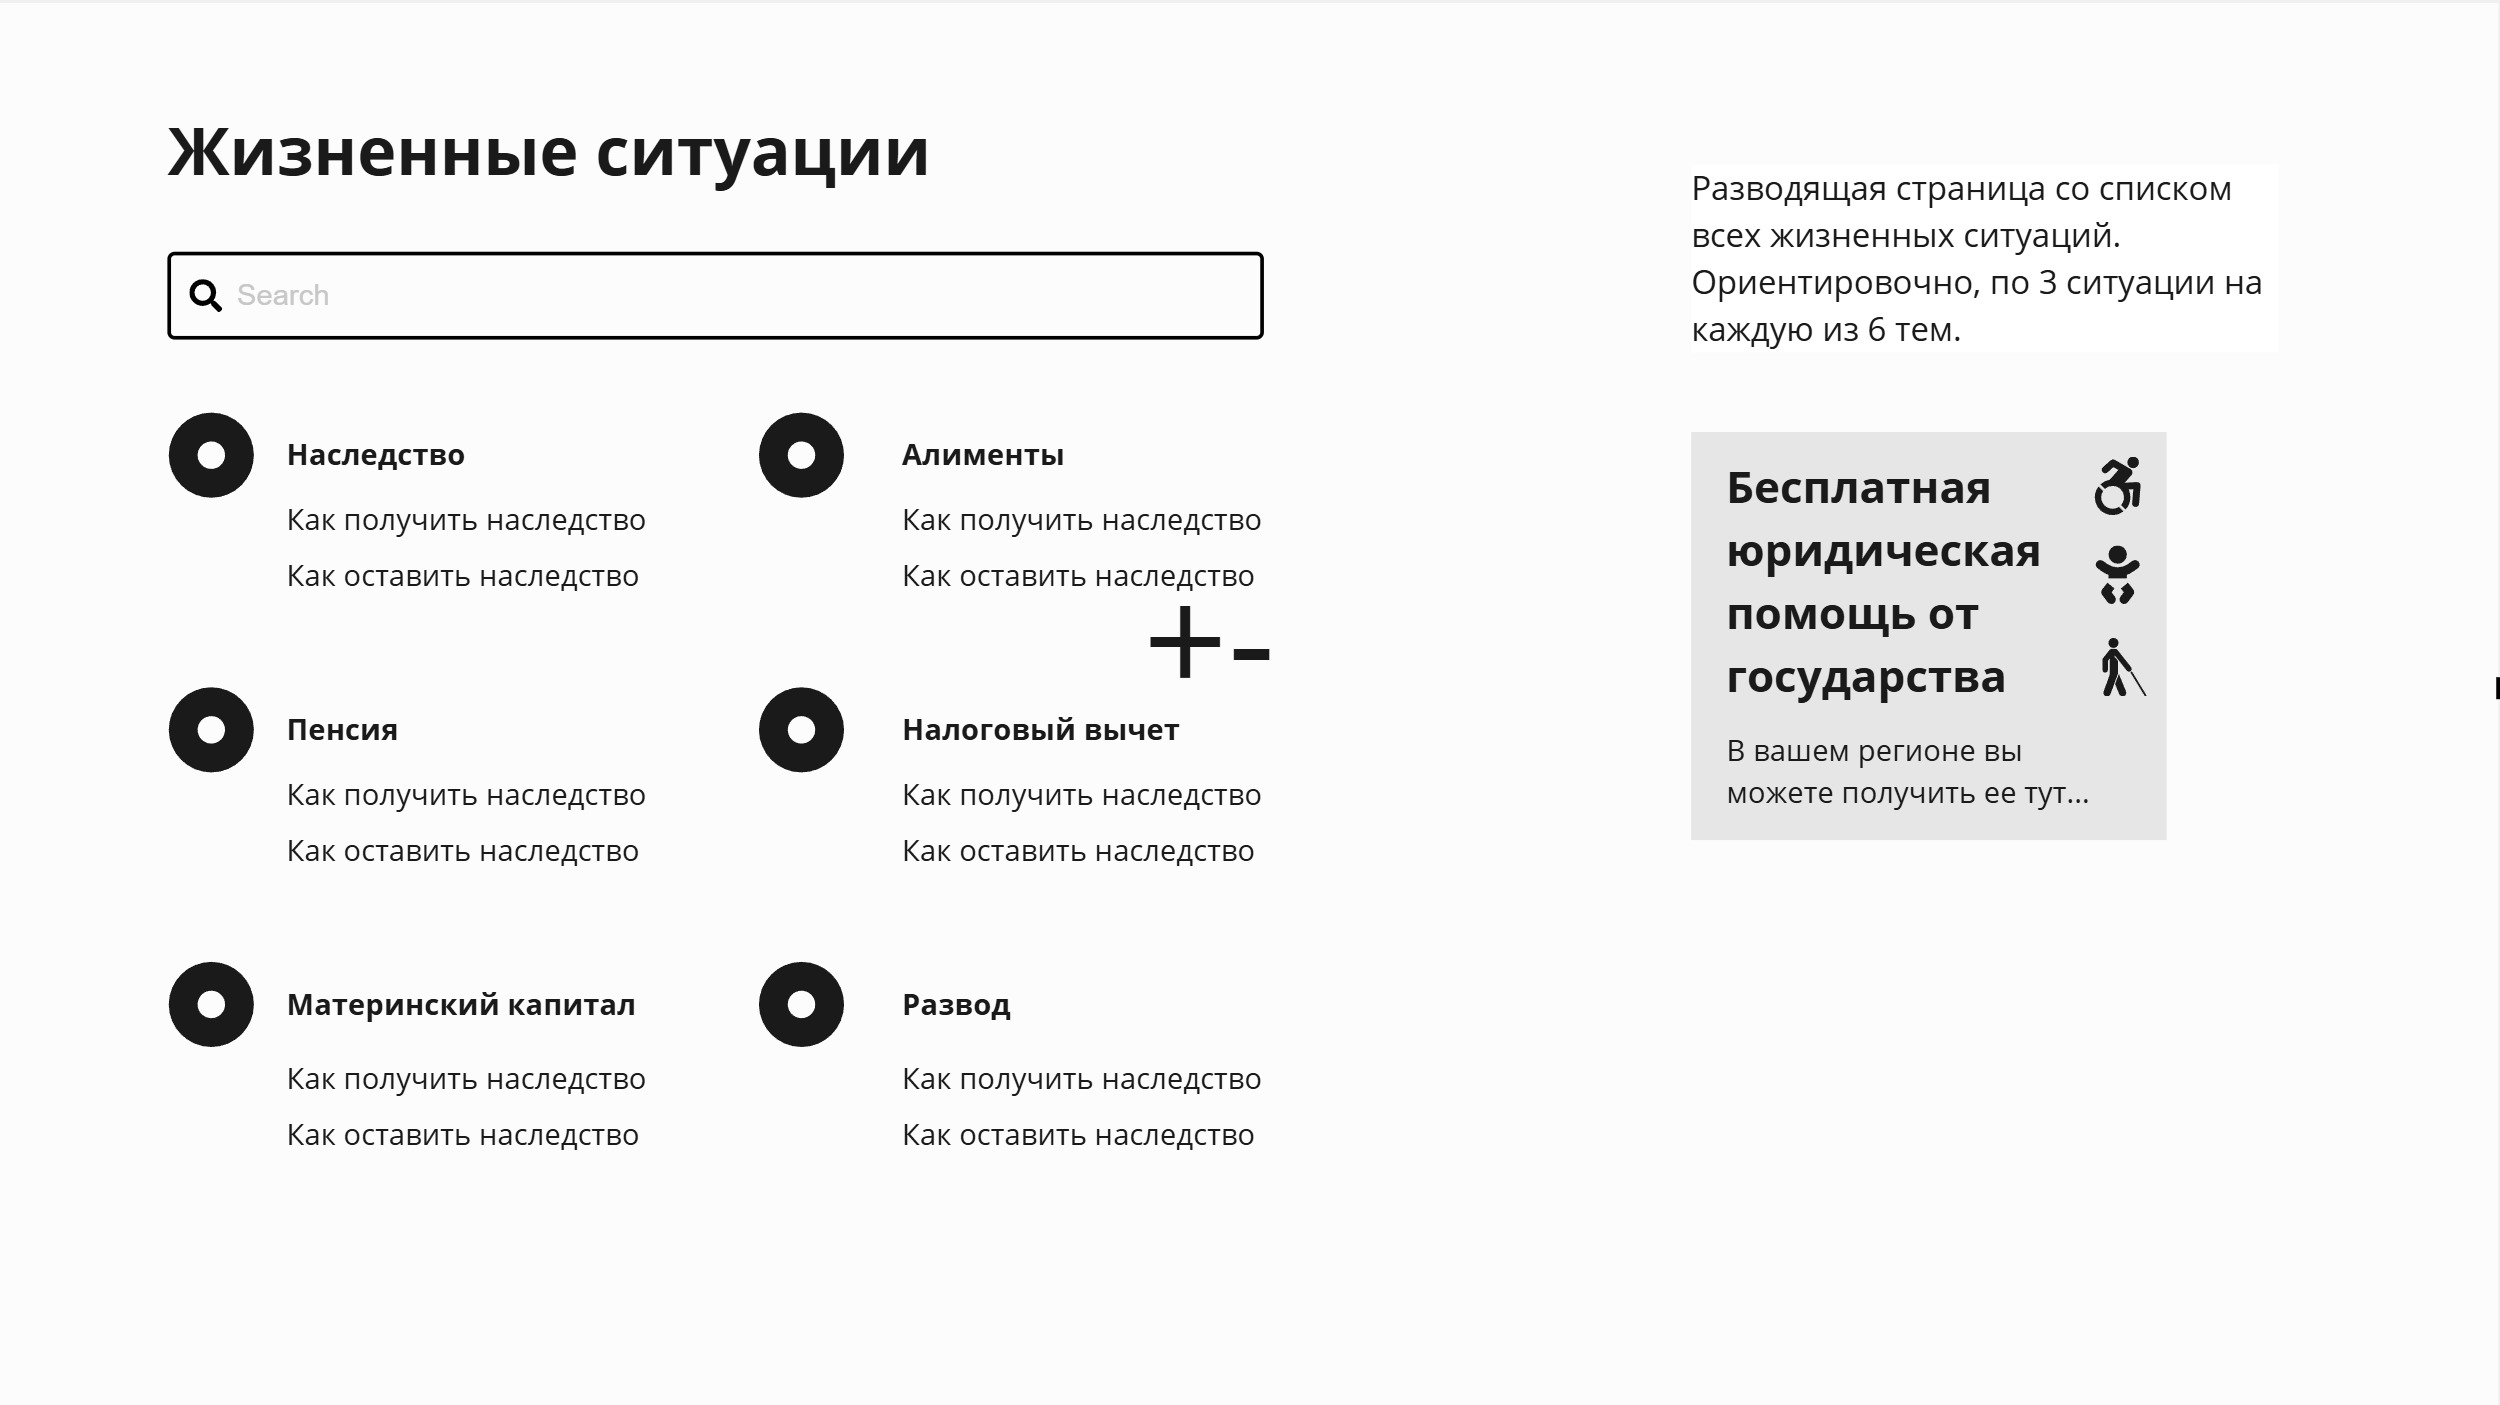 Жизненные ситуации
Search
Наследство
Как получить наследство
Как оставить наследство
Алименты
Как получить наследство
Как оставить наследство
+-
Пенсия
Как получить наследство
Как оставить наследство
Налоговый вычет
Как получить наследство
Как оставить наследство
Материнский капитал
Как получить наследство
Как оставить наследство
Развод
Как получить наследство
Как оставить наследство
Разводящая страница со списком
всех жизненных ситуаций.
Ориентировочно, по 3 ситуации на
каждую из 6 тем.
Бесплатная
юридическая
помощь от
государства
В вашем регионе вы
можете получить ее тут...